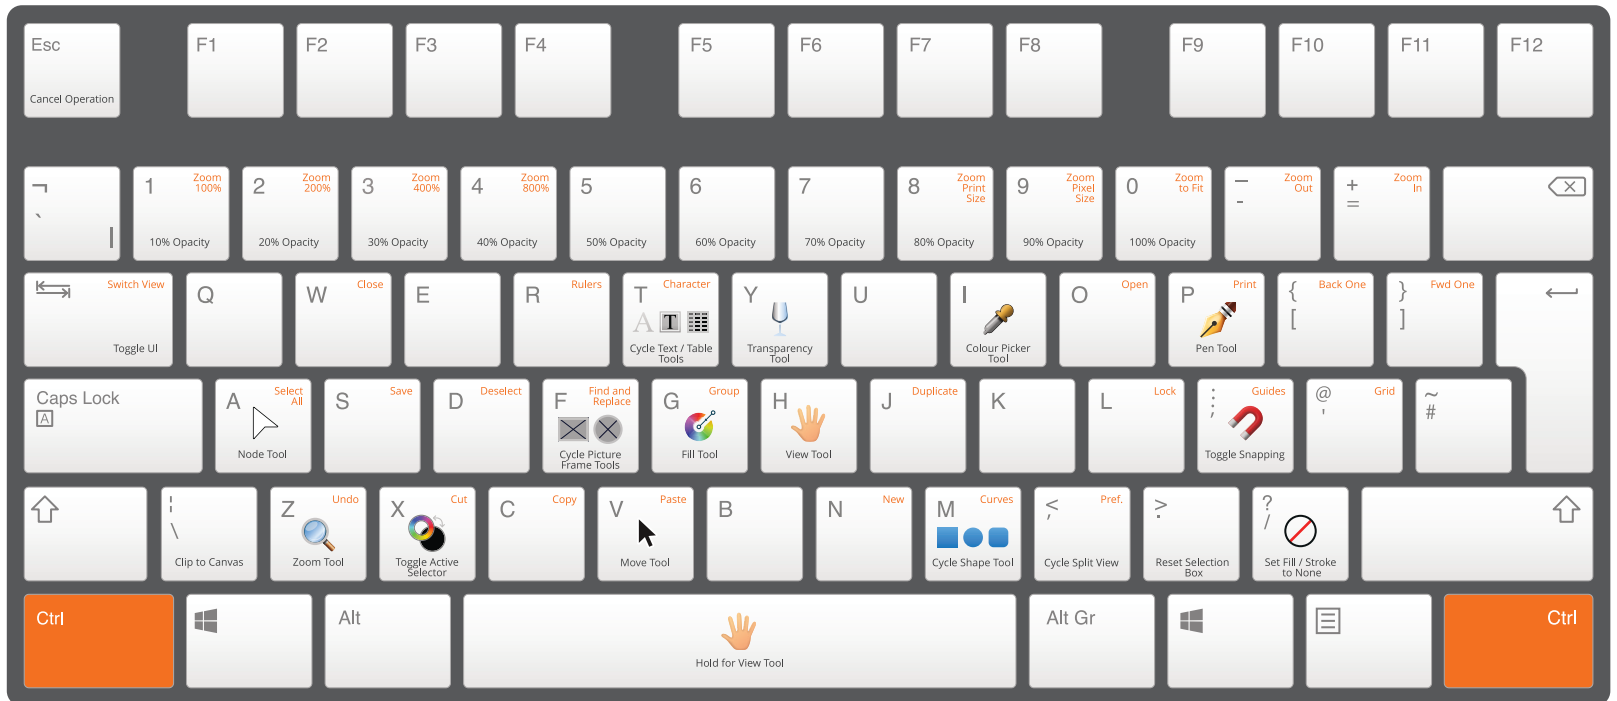 Esc
Cancel Operation
F1
F2
F3
F4
F5
F6
F7
F8
F9
F10
F11
F12
¬
`
|
1
Zoom
100%
10% Opacity
2
Zoom
200%
20% Opacity
3
Zoom
400%
30% Opacity
4
Zoom
800%
40% Opacity
5
50% Opacity
6
60% Opacity
7
70% Opacity
8
Zoom
Print
Size
80% Opacity
9
Zoom
Pixel
Size
90% Opacity
0
Zoom
to Fit
100% Opacity
—
-
Zoom
Out
+
=
Zoom
In
Switch View
Toggle UI
Q
W
Close
E
R
Rulers
T
Character
A T
Cycle Text / Table
Tools
Y
Transparency
Tool
U
I
Colour Picker
Tool
O
Open
P
Print
Pen Tool
{
[
Back One
}
]
Fwd One
Caps Lock
A
A
Select
All
Node Tool
S
Save
D
Deselect
F
Find and
Replace
Cycle Picture
Frame Tools
G
Group
Fill Tool
H
View Tool
J
Duplicate
K
L
Lock
:
;
Guides
Toggle Snapping
@
'
Grid
~
#
¦
\
Clip to Canvas
Z
Undo
Zoom Tool
X
Cut
Toggle Active
Selector
C
Copy
V
Paste
Move Tool
B
N
New
M
Curves
Cycle Shape Tool
<
,
Pref.
Cycle Split View
>
.
Reset Selection
Box
?
/
Set Fill / Stroke
to None
Ctrl
Alt
Hold for View Tool
Alt Gr
Ctrl